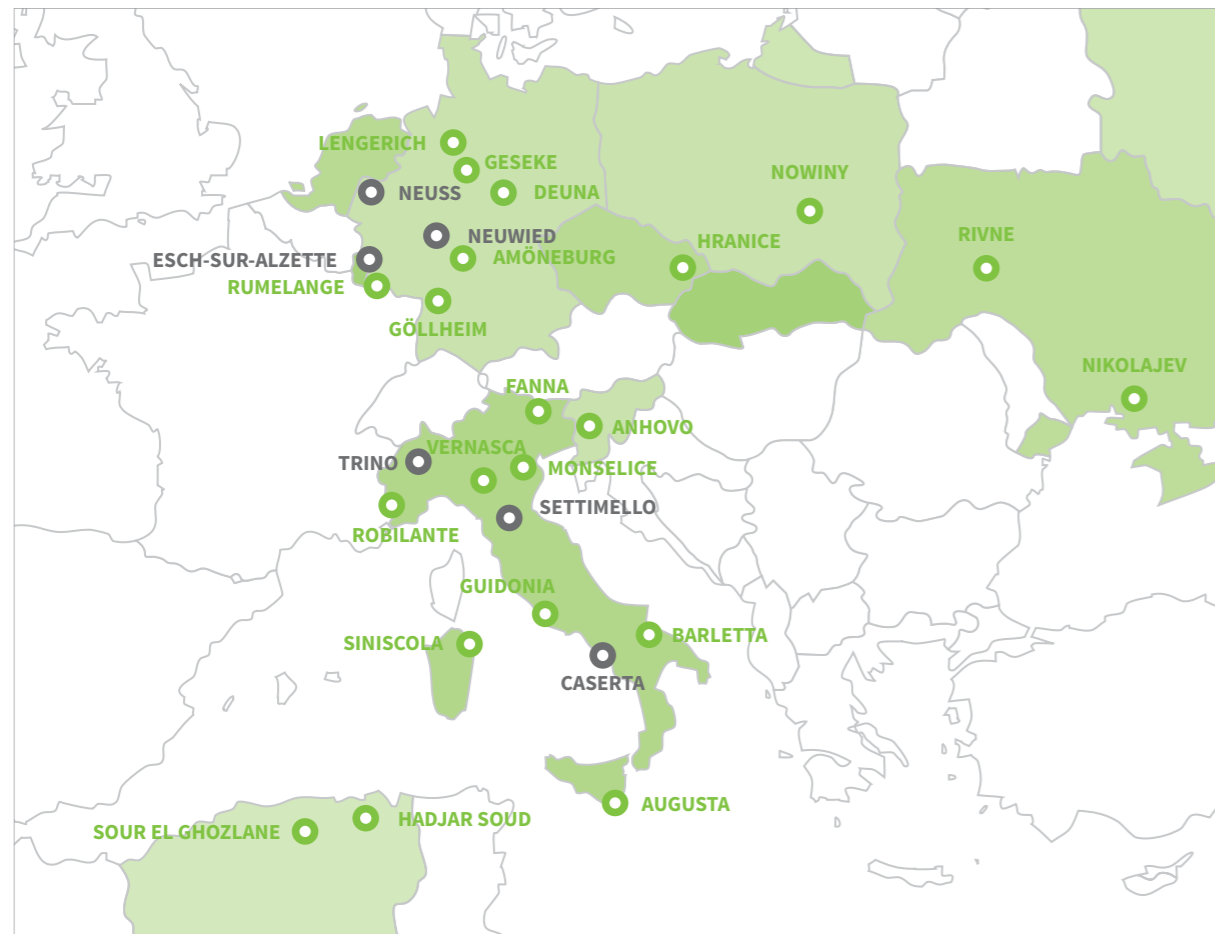 LENGERICH
GESEKE
NOWINY
NEUSS
DEUNA
RIVNE
NEUWIED
HRANICE
ESCH-SUR-ALZETTE
AMÖNEBURG
RUMELANGE
GÖLLHEIM
NIKOLAJEV
FANNA
ANHOVO
VERNASCA
TRINO
MONSELICE
SETTIMELLO
ROBILANTE
GUIDONIA
SINISCOLA
BARLETTA
CASERTA
AUGUSTA
HADJAR SOUD
SOUR EL GHOZLANE